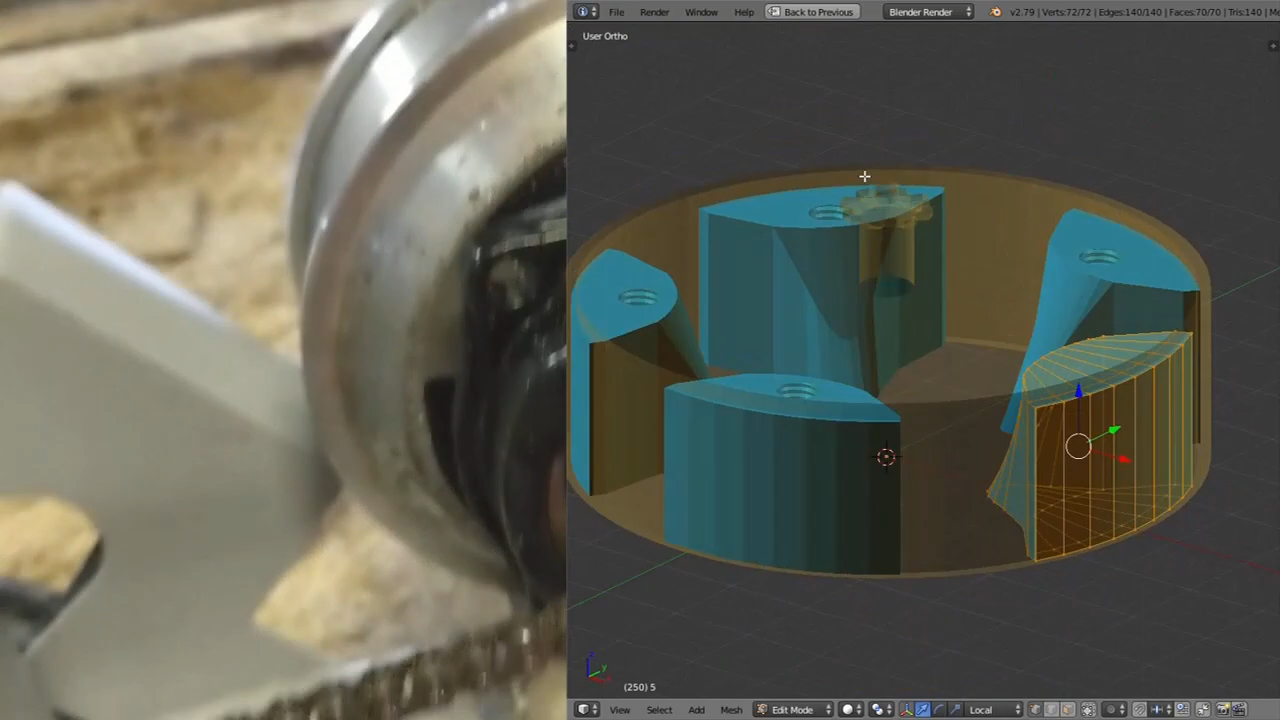 File Render Window Help Back to Previous Blender Render v2.79 | Verts:72/72 | Edges:140/140 | Faces:70/70 | Tris:140 | M
User Ortho
(250) 5
View Select Add Mesh Edit Mode Local